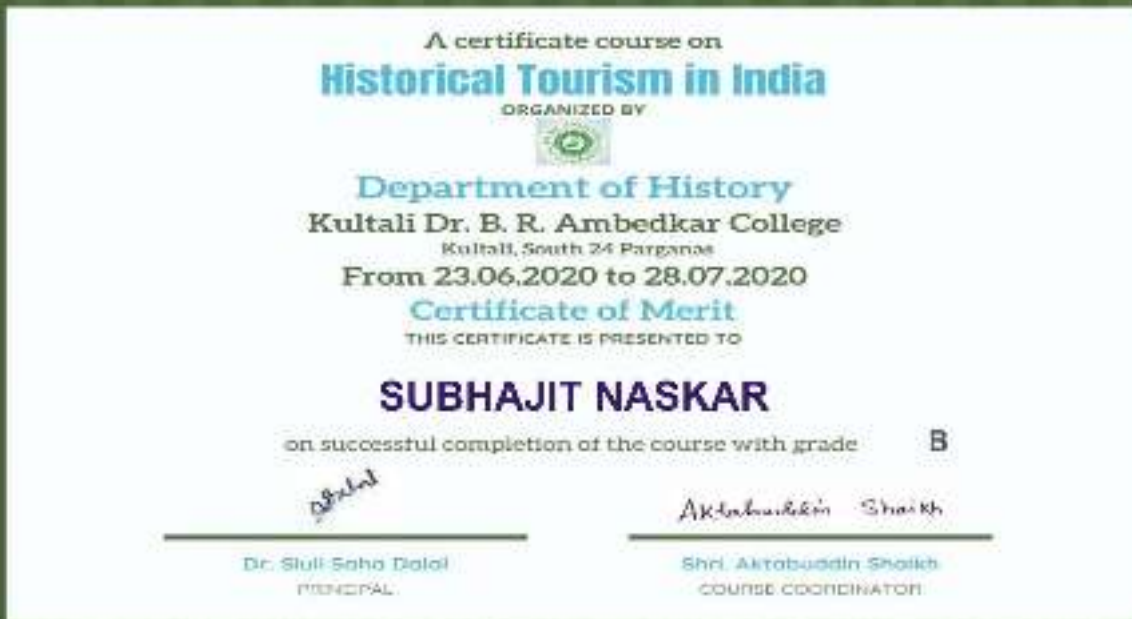 A certificate course on
Historical Tourism in India
ORGANIZED BY
Department of History
Kultali Dr. B. R. Ambedkar College
Kultali, South 24 Parganas
From 23.06.2020 to 28.07.2020
Certificate of Merit
THIS CERTIFICATE IS PRESENTED TO
SUBHAJIT NASKAR
on successful completion of the course with grade B
Aktabuddin Shaikh
Dr. Siuli Saha Dalal
Shri. Aktabuddin Shaikh
PRINCIPAL
COURSE COORDINATOR